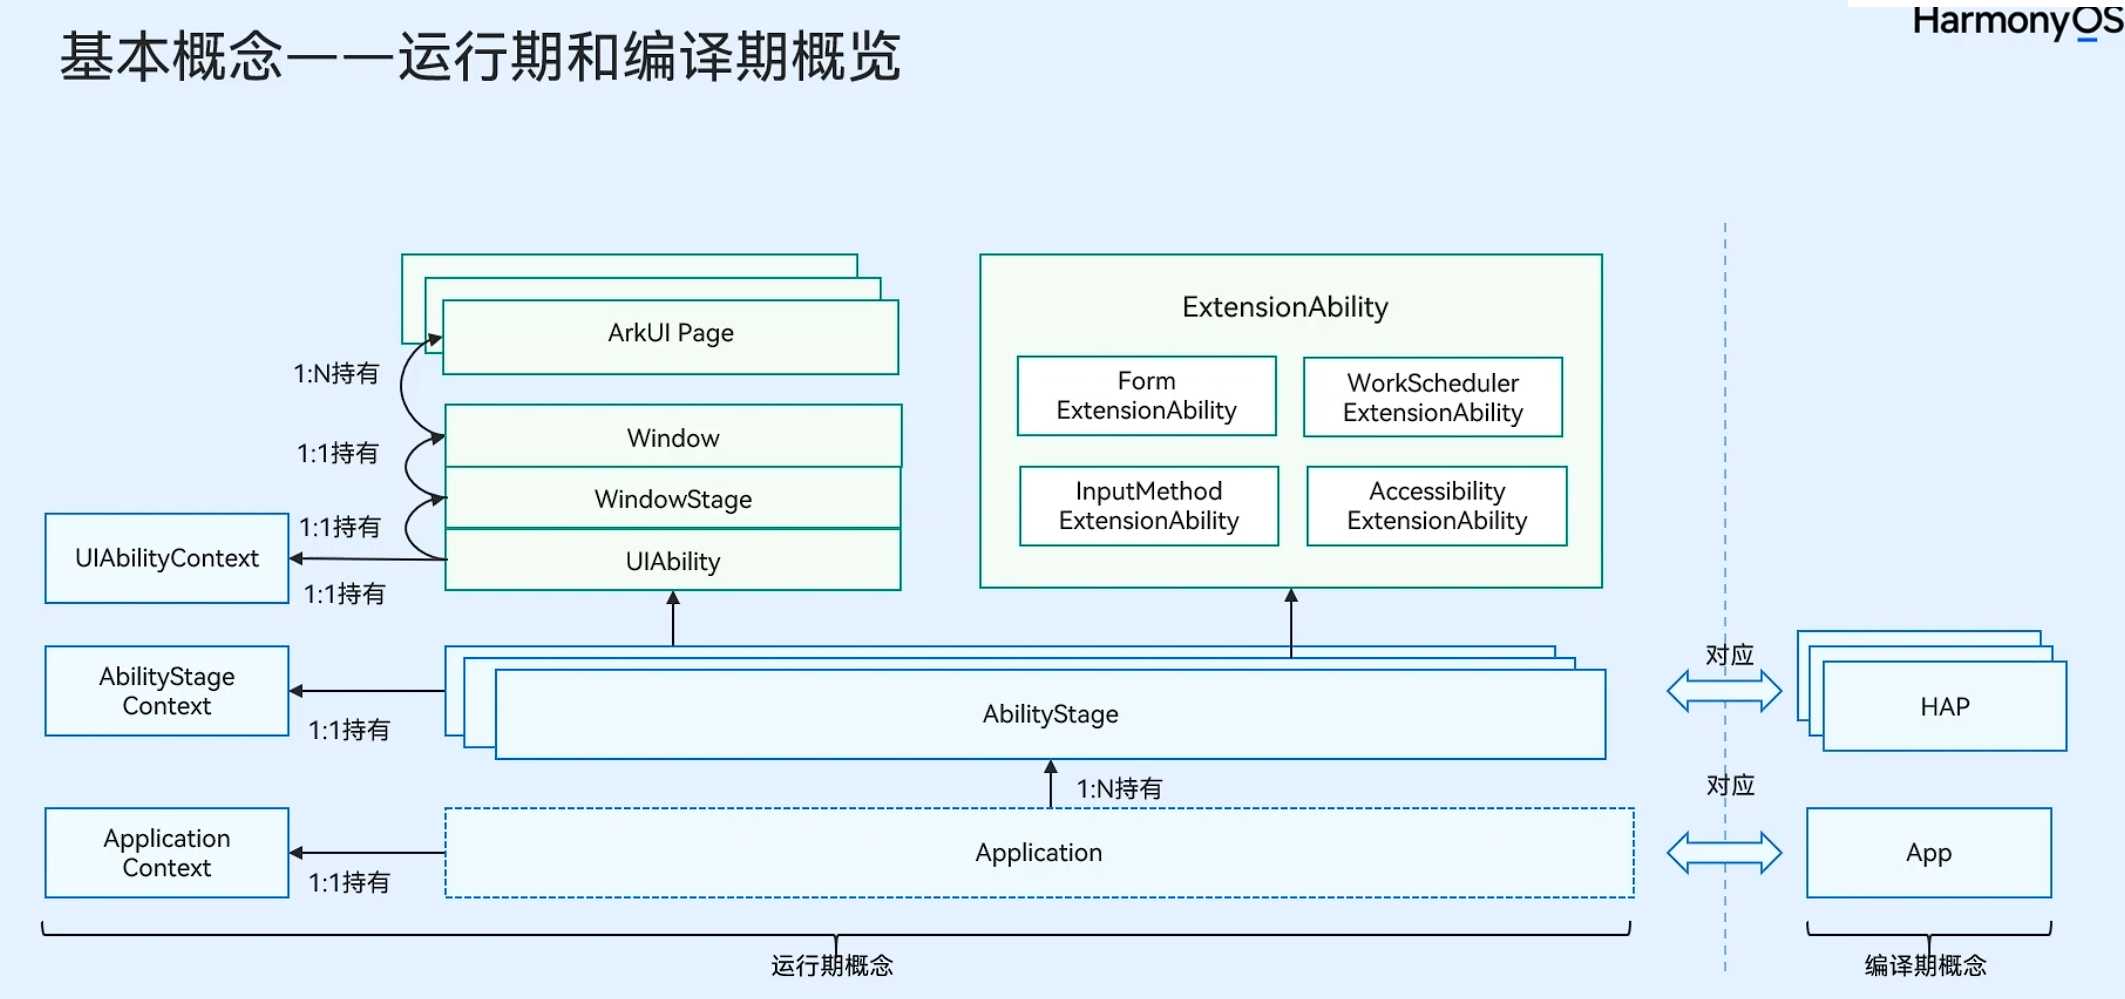 HarmonyOS
基本概念——运行期和编译期概览
ArkUI Page
1:N持有
Window
1:1持有
WindowStage
1:1持有
UIAbility
UIAbilityContext
1:1持有
ExtensionAbility
Form
ExtensionAbility
WorkScheduler
ExtensionAbility
InputMethod
ExtensionAbility
Accessibility
ExtensionAbility
AbilityStage
Context
1:1持有
AbilityStage
对应
HAP
1:N持有
对应
Application
Context
1:1持有
Application
App
运行期概念
编译期概念